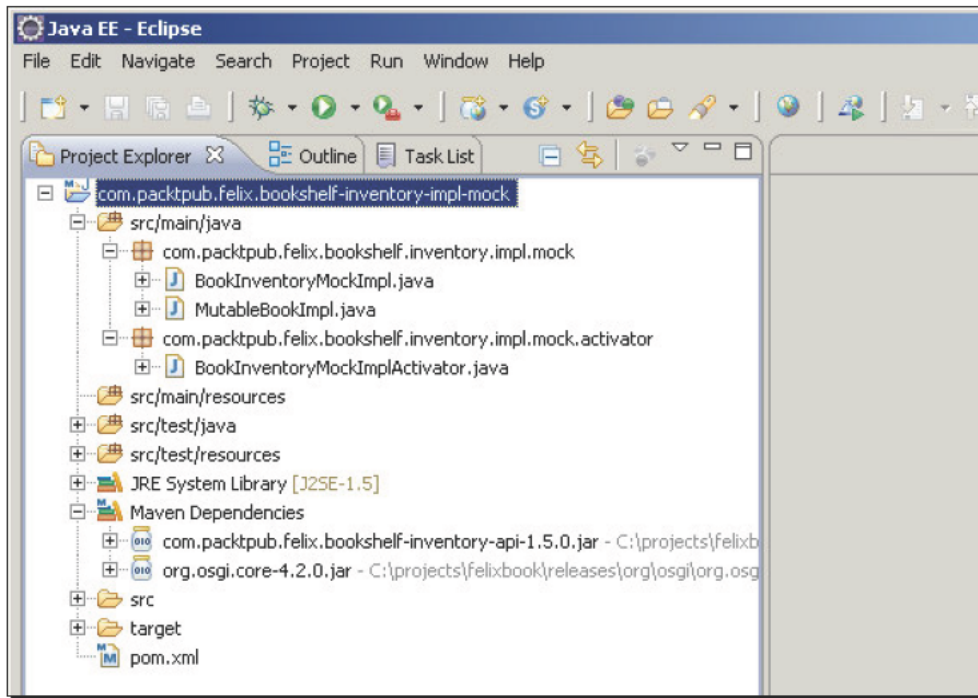 Java EE - Eclipse
File Edit Navigate Search Project Run Window Help
Project Explorer Outline Task List
com.packtpub.felix.bookshelf-inventory-impl-mock
src/main/java
com.packtpub.felix.bookshelf.inventory.impl.mock
BookInventoryMockImpl.java
MutableBookImpl.java
com.packtpub.felix.bookshelf.inventory.impl.mock.activator
BookInventoryMockImplActivator.java
src/main/resources
src/test/java
src/test/resources
JRE System Library [J2SE-1.5]
Maven Dependencies
com.packtpub.felix.bookshelf-inventory-api-1.5.0.jar - C:\projects\felixb
org.osgi.core-4.2.0.jar - C:\projects\felixbook\releases\org\osgi\org.osg
src
target
pom.xml